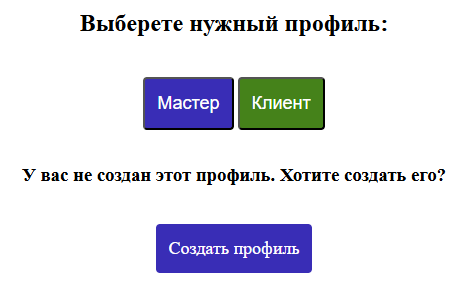 Выберете нужный профиль:
Мастер Клиент
У вас не создан этот профиль. Хотите создать его?
Создать профиль